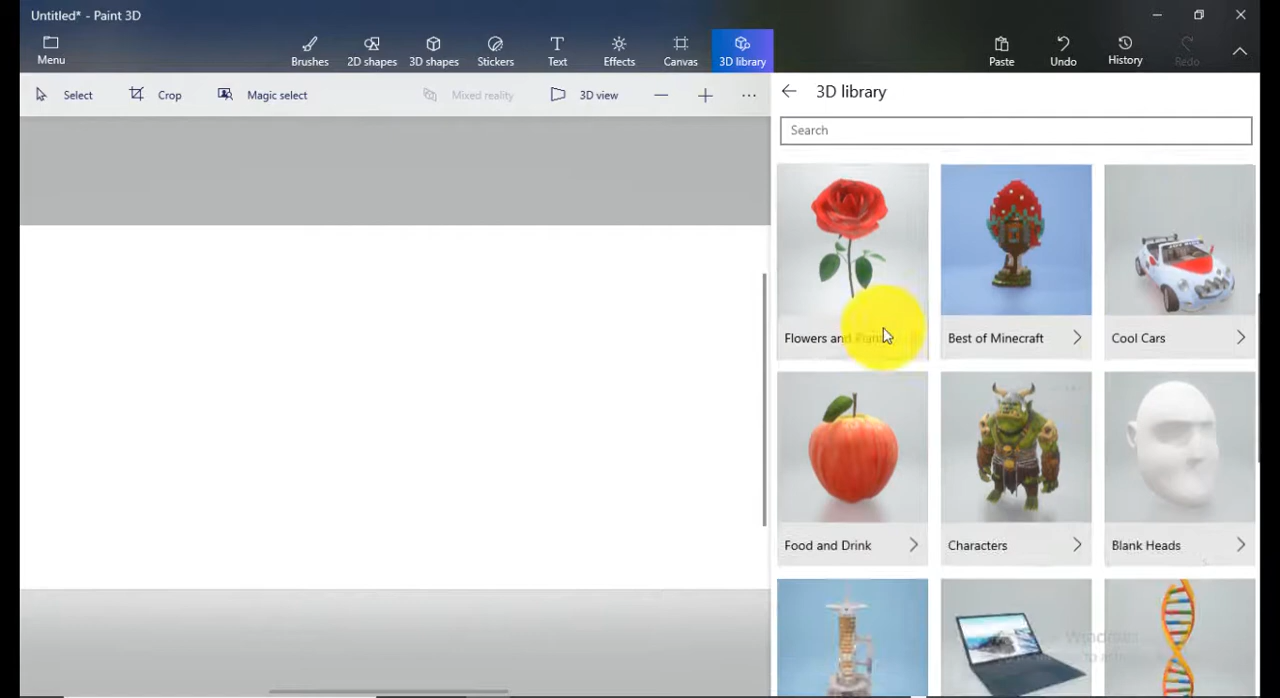 Untitled* - Paint 3D
Menu
Brushes
2D shapes
3D shapes
Stickers
Text
Effects
Canvas
3D library
Paste
Undo
History
Redo
Select
Crop
Magic select
Mixed reality
3D view
3D library
Search
Flowers and Plants
Best of Minecraft
Cool Cars
Food and Drink
Characters
Blank Heads
Windows